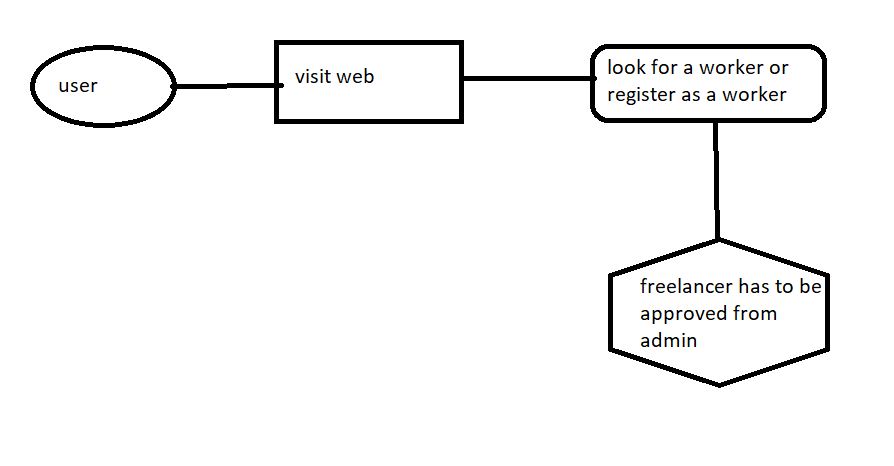 user
visit web
look for a worker or
register as a worker
freelancer has to be
approved from
admin